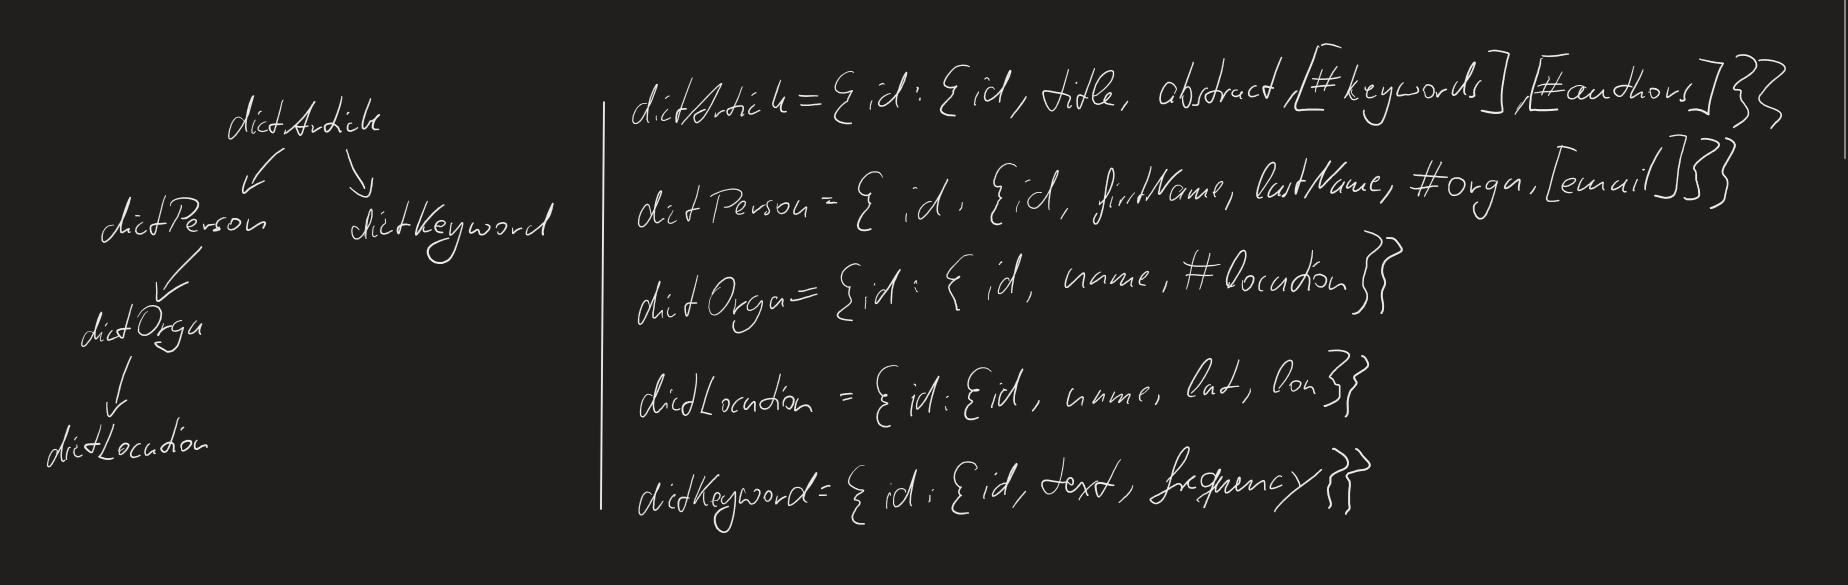 dictArticle
dictPerson
dictKeyword
dictOrga
dictLocation
dictArticle = { id: {id, title, abstract, [#keywords], [#authors] }}
dictPerson = { id: {id, firstName, lastName, #orga, [email] }}
dictOrga = {id: { id, name, #location }}
dictLocation = {id: {id, name, lat, lon }}
dictKeyword = { id: {id, text, frequency }}